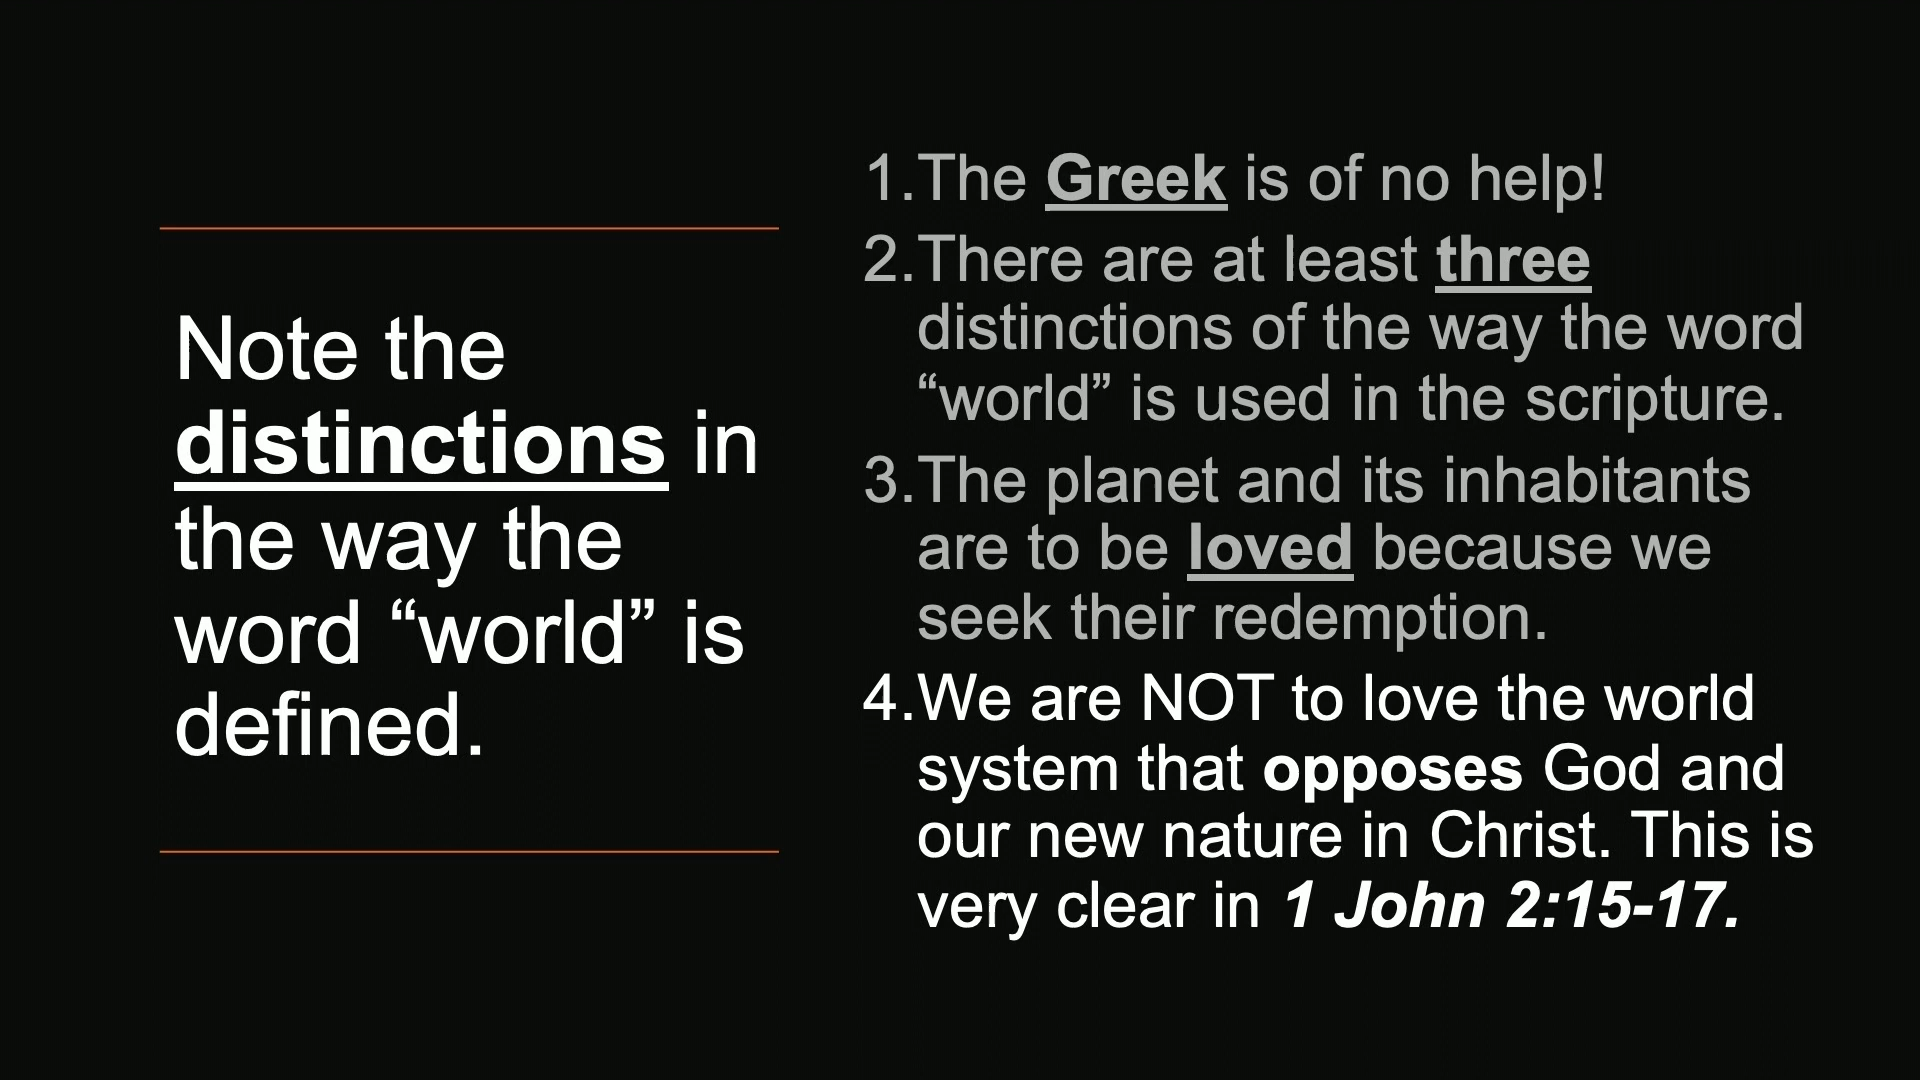 Note the
distinctions in
the way the
word “world” is
defined.
1.The Greek is of no help!
2.There are at least three
distinctions of the way the word
“world” is used in the scripture.
3.The planet and its inhabitants
are to be loved because we
seek their redemption.
4.We are NOT to love the world
system that opposes God and
our new nature in Christ. This is
very clear in 1 John 2:15-17.